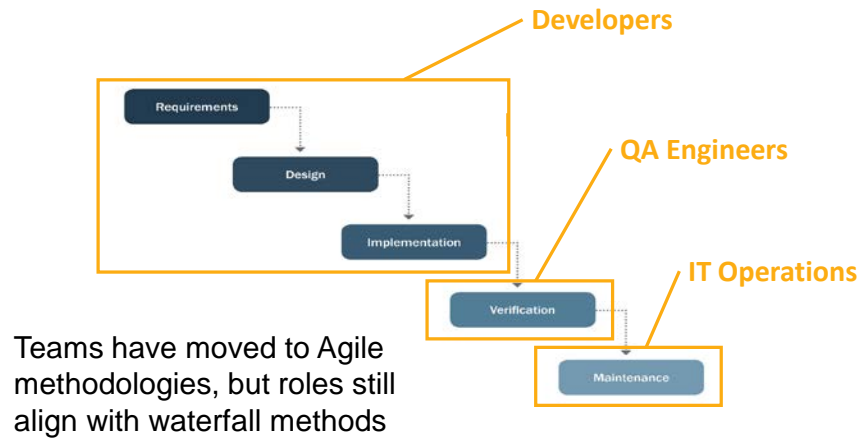 Developers
Requirements
QA Engineers
Design
Implementation
IT Operations
Verification
Teams have moved to Agile
methodologies, but roles still
align with waterfall methods
Maintenance